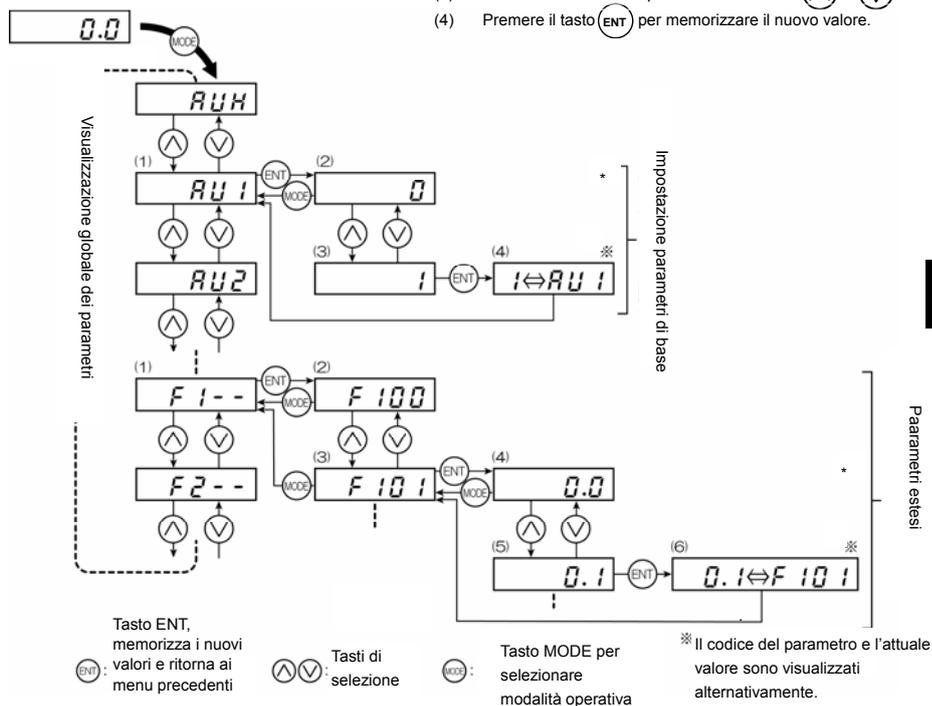 (4) Premere il tasto ENT per memorizzare il nuovo valore.
0.0
MODE
AUH
Visualizzazione globale dei parametri
(1)
AU1
ENT
MODE
(2)
0
*
(3)
1
ENT
(4)
※
1⇔AU1
Impostazione parametri di base
AU2
(1)
F1--
ENT
MODE
(2)
F100
F2--
MODE
(3)
F101
ENT
MODE
(4)
0.0
*
(5)
0.1
ENT
(6)
※
0.1⇔F101
Paarametri estesi
ENT :
Tasto ENT,
memorizza i nuovi
valori e ritorna ai
menu precedenti
:
Tasti di
selezione
MODE :
Tasto MODE per
selezionare
modalità operativa
※ Il codice del parametro e l'attuale
valore sono visualizzati
alternativamente.